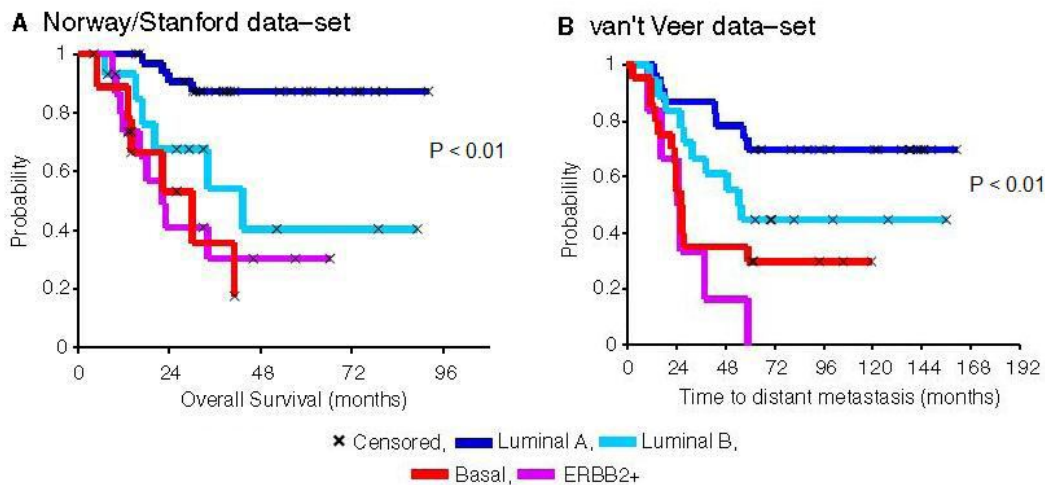 A Norway/Stanford data-set
1
0.8
0.6
0.4
0.2
0
Probability
P < 0.01
0 24 48 72 96
Overall Survival (months)
B van't Veer data-set
1
0.8
0.6
0.4
0.2
0
Probability
P < 0.01
0 24 48 72 96 120 144 168 192
Time to distant metastasis (months)
× Censored, Luminal A, Luminal B,
Basal, ERBB2+